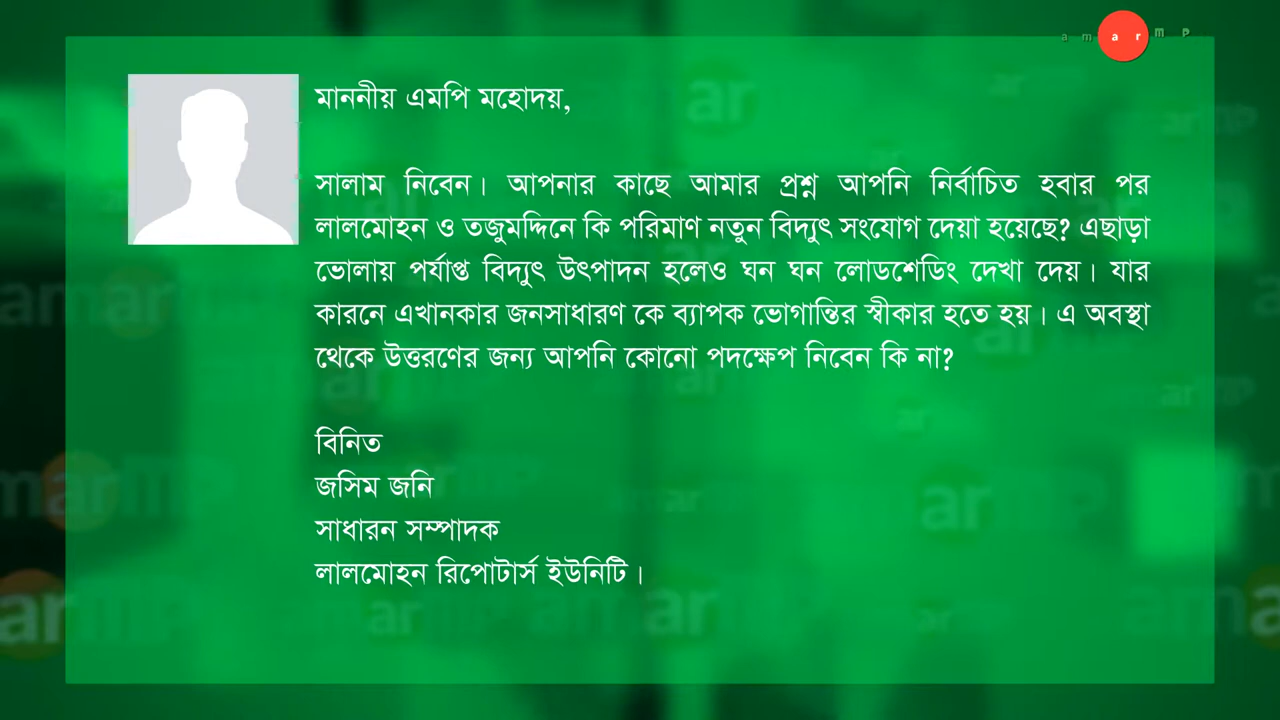 amarMP
মাননীয় এমপি মহোদয়,
সালাম নিবেন। আপনার কাছে আমার প্রশ্ন আপনি নির্বাচিত হবার পর
লালমোহন ও তজুমদ্দিনে কি পরিমাণ নতুন বিদ্যুৎ সংযোগ দেয়া হয়েছে? এছাড়া
ভোলায় পর্যাপ্ত বিদ্যুৎ উৎপাদন হলেও ঘন ঘন লোডশেডিং দেখা দেয়। যার
কারনে এখানকার জনসাধারণ কে ব্যাপক ভোগান্তির স্বীকার হতে হয়। এ অবস্থা
থেকে উত্তরণের জন্য আপনি কোনো পদক্ষেপ নিবেন কি না?
বিনিত
জসিম জনি
সাধারন সম্পাদক
লালমোহন রিপোটার্স ইউনিটি।